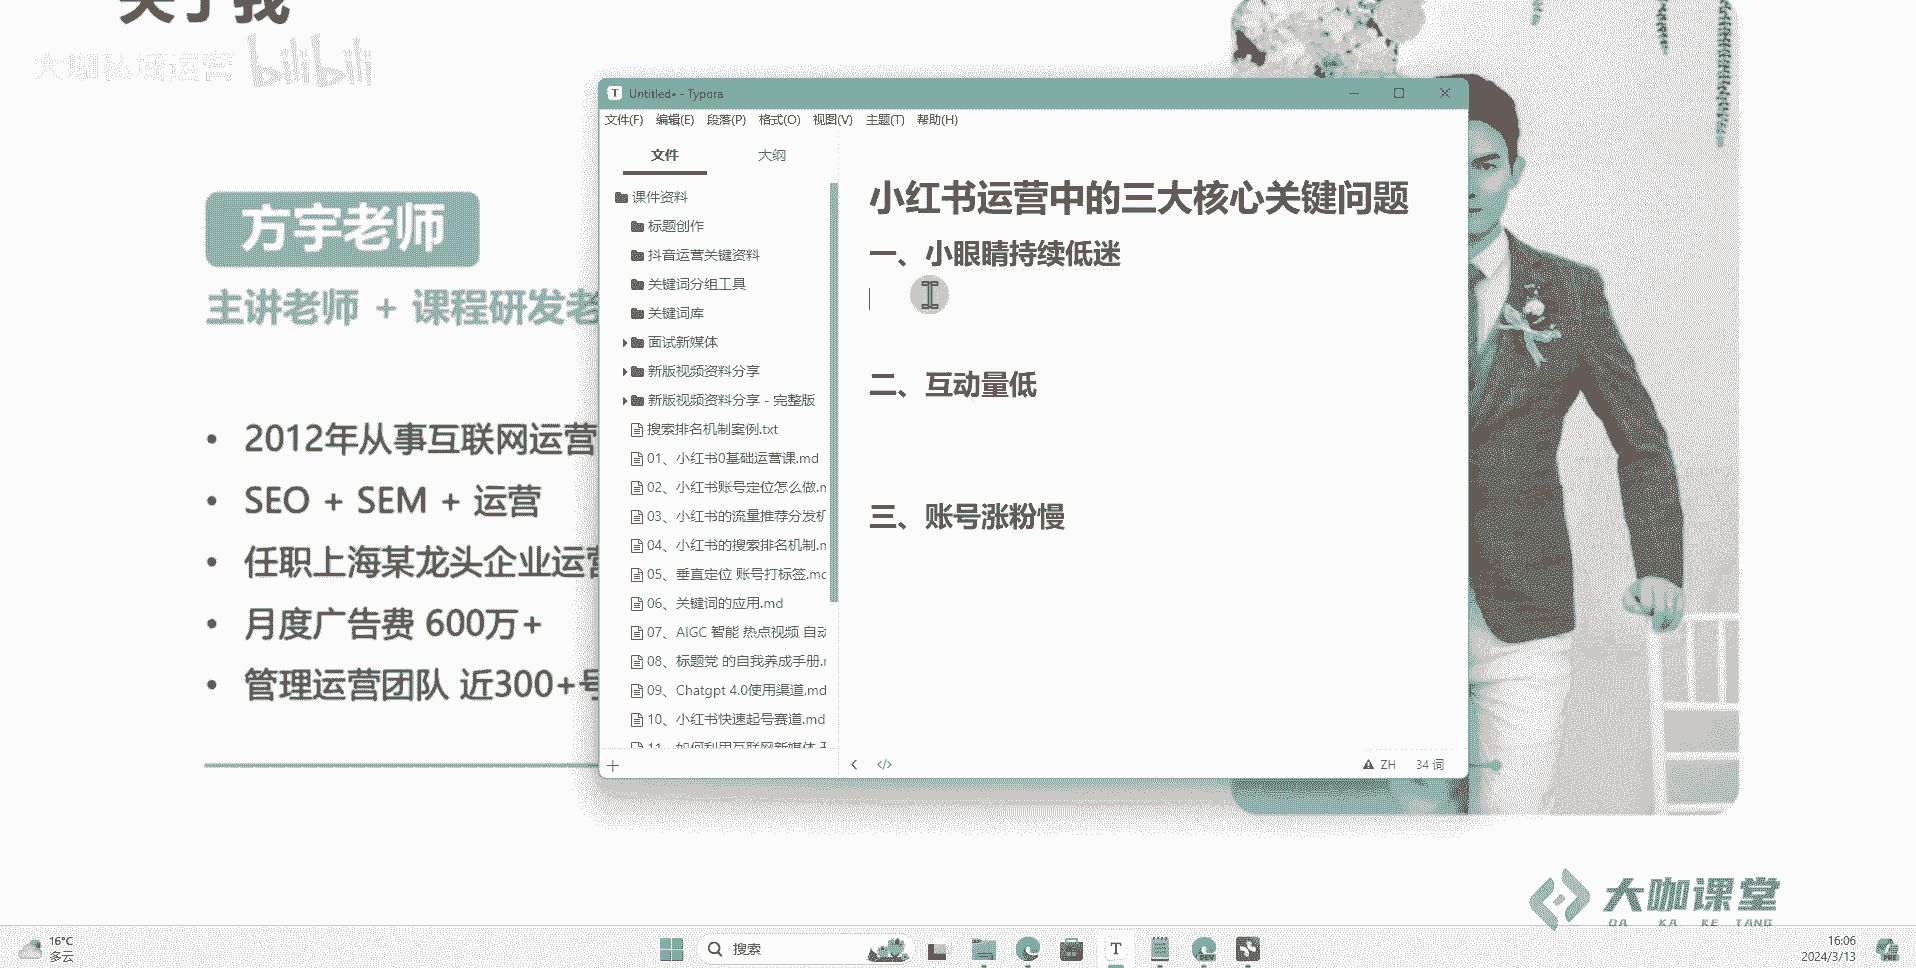 关于我
大咖私域运营 bilibili
方宇老师
主讲老师 + 课程研发老
2012年从事互联网运营
SEO + SEM + 运营
任职上海某龙头企业运营
月度广告费 600万+
管理运营团队 近300+号
T Untitled• - Typora
文件(F) 编辑(E) 段落(P) 格式(O) 视图(V) 主题(T) 帮助(H)
文件 大纲
课件资料
标题创作
抖音运营关键资料
关键词分组工具
关键词库
面试新媒体
新版视频资料分享
新版视频资料分享 - 完整版
搜索排名机制案例.txt
01、小红书0基础运营课.md
02、小红书账号定位怎么做.m
03、小红书的流量推荐分发机
04、小红书的搜索排名机制.m
05、垂直定位 账号打标签.md
06、关键词的应用.md
07、AIGC 智能 热点视频 自动
08、标题党 的自我养成手册.m
09、Chatgpt 4.0使用渠道.md
10、小红书快速起号赛道.md
11、如何利用互联网新媒体
小红书运营中的三大核心关键问题
一、小眼睛持续低迷
二、互动量低
三、账号涨粉慢
ZH 34 词
大咖课堂
DA KA KE TANG
16°C
多云
搜索
T
DEV
16:06
2024/3/13
PRE